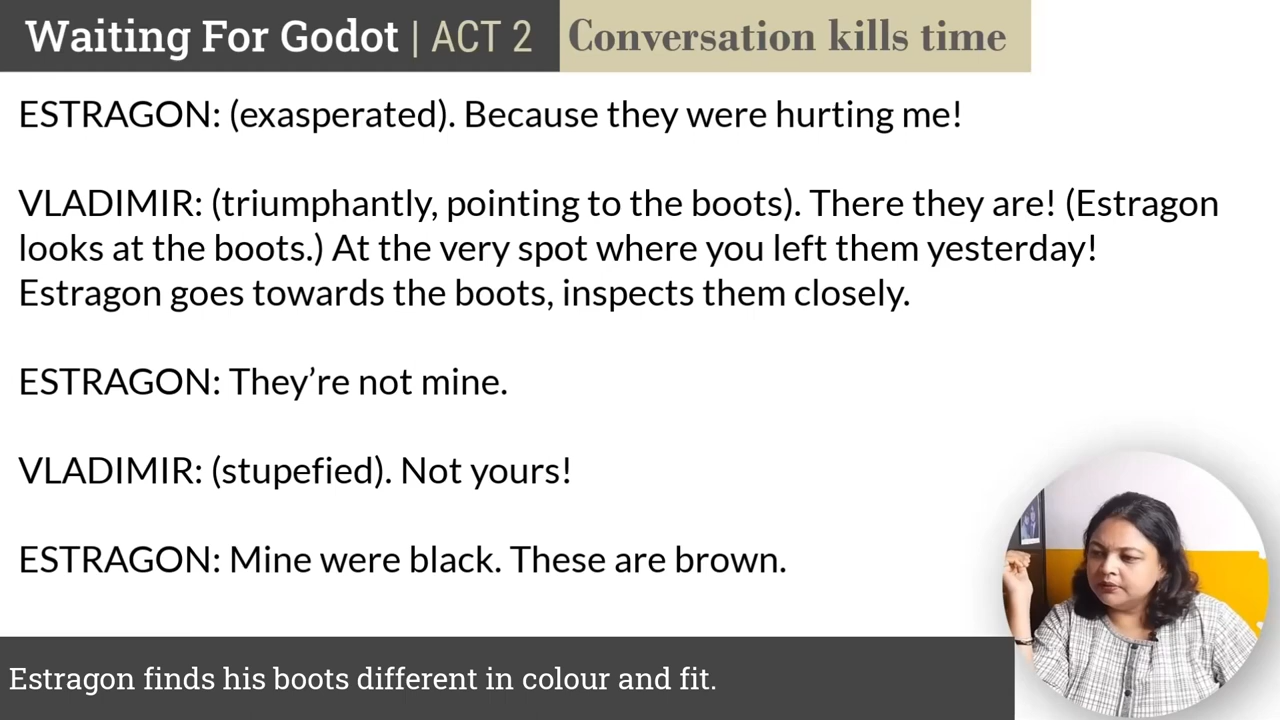 Waiting For Godot | ACT 2 Conversation kills time
ESTRAGON: (exasperated). Because they were hurting me!
VLADIMIR: (triumphantly, pointing to the boots). There they are! (Estragon
looks at the boots.) At the very spot where you left them yesterday!
Estragon goes towards the boots, inspects them closely.
ESTRAGON: They’re not mine.
VLADIMIR: (stupefied). Not yours!
ESTRAGON: Mine were black. These are brown.
Estragon finds his boots different in colour and fit.